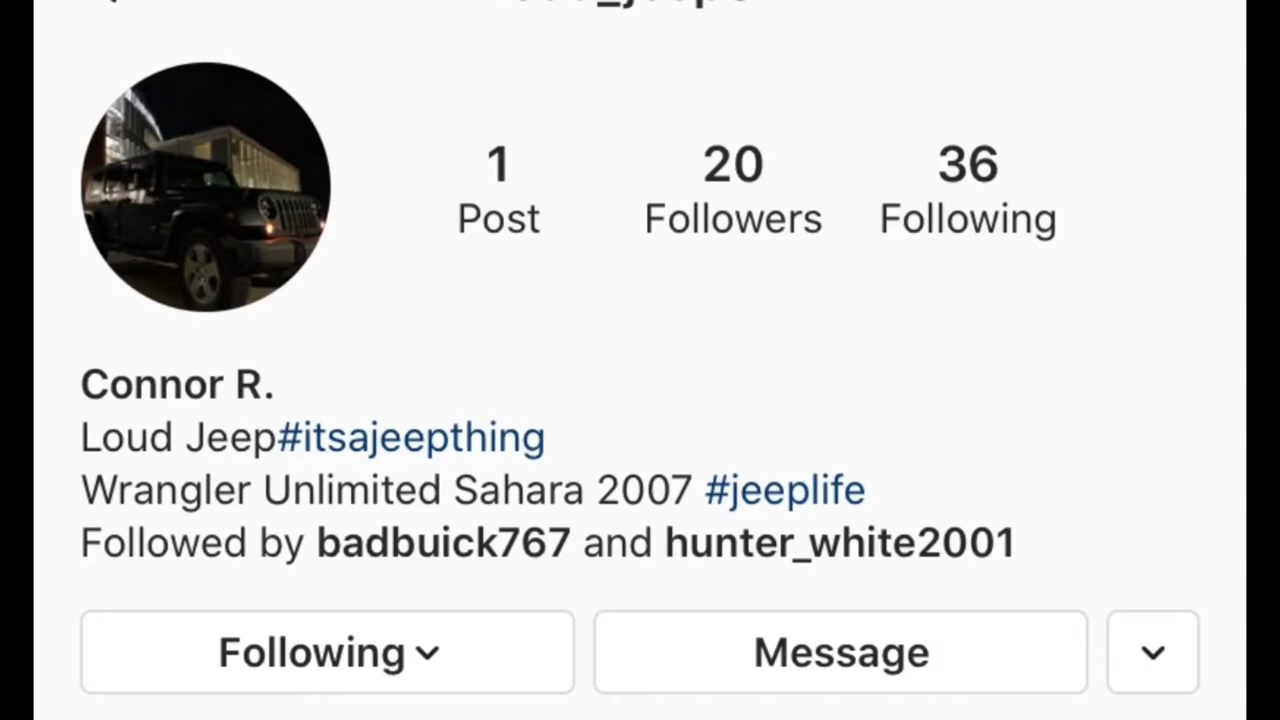 1
Post
20
Followers
36
Following
Connor R.
Loud Jeep#itsajeepthing
Wrangler Unlimited Sahara 2007 #jeeplife
Followed by badbuick767 and hunter_white2001
Following
Message